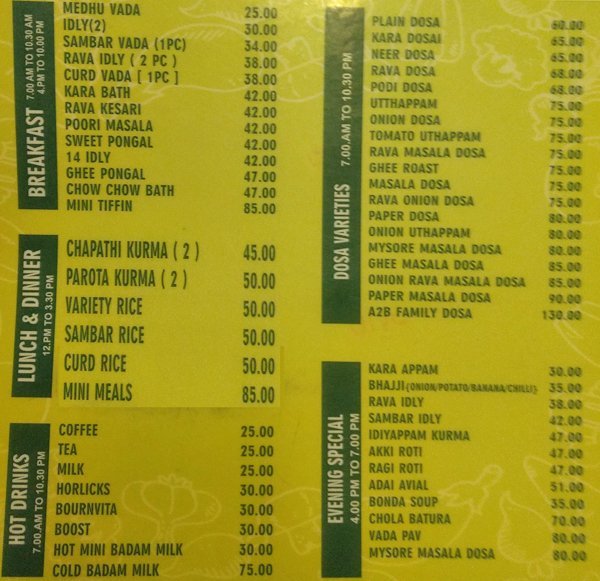 BREAKFAST 7.00 AM TO 10.30 AM
4.PM TO 10.00 PM
MEDHU VADA 25.00
IDLY(2) 30.00
SAMBAR VADA (1PC) 34.00
RAVA IDLY ( 2 PC ) 38.00
CURD VADA [ 1PC ] 38.00
KARA BATH 42.00
RAVA KESARI 42.00
POORI MASALA 42.00
SWEET PONGAL 42.00
14 IDLY 42.00
GHEE PONGAL 47.00
CHOW CHOW BATH 47.00
MINI TIFFIN 85.00
LUNCH & DINNER
12.PM TO 3.30 PM
CHAPATHI KURMA ( 2 ) 45.00
PAROTA KURMA ( 2 ) 50.00
VARIETY RICE 50.00
SAMBAR RICE 50.00
CURD RICE 50.00
MINI MEALS 85.00
HOT DRINKS
7.00.AM TO 10.30 PM
COFFEE 25.00
TEA 25.00
MILK 25.00
HORLICKS 30.00
BOURNVITA 30.00
BOOST 30.00
HOT MINI BADAM MILK 30.00
COLD BADAM MILK 75.00
DOSA VARIETIES 7.00.AM TO 10.30 PM
PLAIN DOSA 60.00
KARA DOSAI 65.00
NEER DOSA 65.00
RAVA DOSA 68.00
PODI DOSA 68.00
UTTHAPPAM 75.00
ONION DOSA 75.00
TOMATO UTHAPPAM 75.00
RAVA MASALA DOSA 75.00
GHEE ROAST 75.00
MASALA DOSA 75.00
RAVA ONION DOSA 75.00
PAPER DOSA 80.00
ONION UTHAPPAM 80.00
MYSORE MASALA DOSA 80.00
GHEE MASALA DOSA 85.00
ONION RAVA MASALA DOSA 85.00
PAPER MASALA DOSA 90.00
A2B FAMILY DOSA 130.00
EVENING SPECIAL
4.00 PM TO 7.00 PM
KARA APPAM 30.00
BHAJJI(ONION/POTATO/BANANA/CHILLI) 35.00
RAVA IDLY 38.00
SAMBAR IDLY 42.00
IDIYAPPAM KURMA 47.00
AKKI ROTI 47.00
RAGI ROTI 47.00
ADAI AVIAL 51.00
BONDA SOUP 35.00
CHOLA BATURA 70.00
VADA PAV 80.00
MYSORE MASALA DOSA 80.00